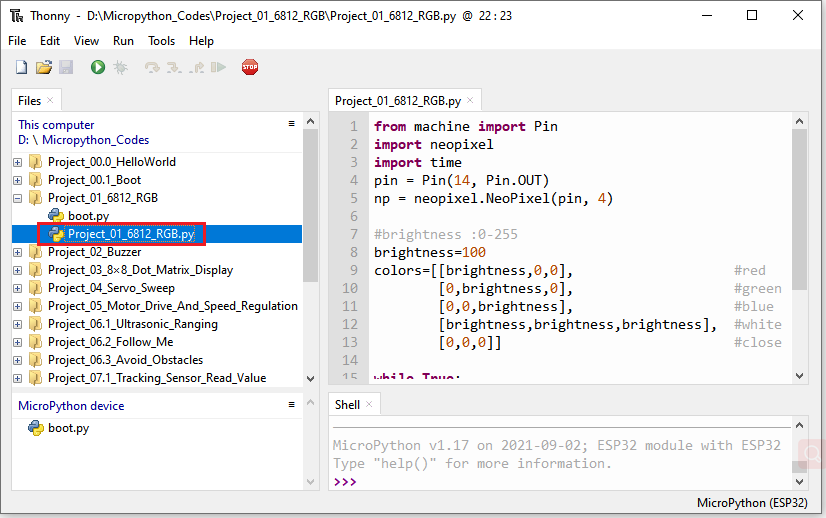 Thonny - D:\Micropython_Codes\Project_01_6812_RGB\Project_01_6812_RGB.py @ 22 : 23
File Edit View Run Tools Help
STOP
Files
This computer
D: \ Micropython_Codes
Project_00.0_HelloWorld
Project_00.1_Boot
Project_01_6812_RGB
boot.py
Project_01_6812_RGB.py
Project_02_Buzzer
Project_03_8×8_Dot_Matrix_Display
Project_04_Servo_Sweep
Project_05_Motor_Drive_And_Speed_Regulation
Project_06.1_Ultrasonic_Ranging
Project_06.2_Follow_Me
Project_06.3_Avoid_Obstacles
Project_07.1_Tracking_Sensor_Read_Value
MicroPython device
boot.py
Project_01_6812_RGB.py
1 from machine import Pin
2 import neopixel
3 import time
4 pin = Pin(14, Pin.OUT)
5 np = neopixel.NeoPixel(pin, 4)
6
7 #brightness :0-255
8 brightness=100
9 colors=[[brightness,0,0], #red
10 [0,brightness,0], #green
11 [0,0,brightness], #blue
12 [brightness,brightness,brightness], #white
13 [0,0,0]] #close
14
15 while True:
Shell
MicroPython v1.17 on 2021-09-02; ESP32 module with ESP32
Type "help()" for more information.
>>>
MicroPython (ESP32)